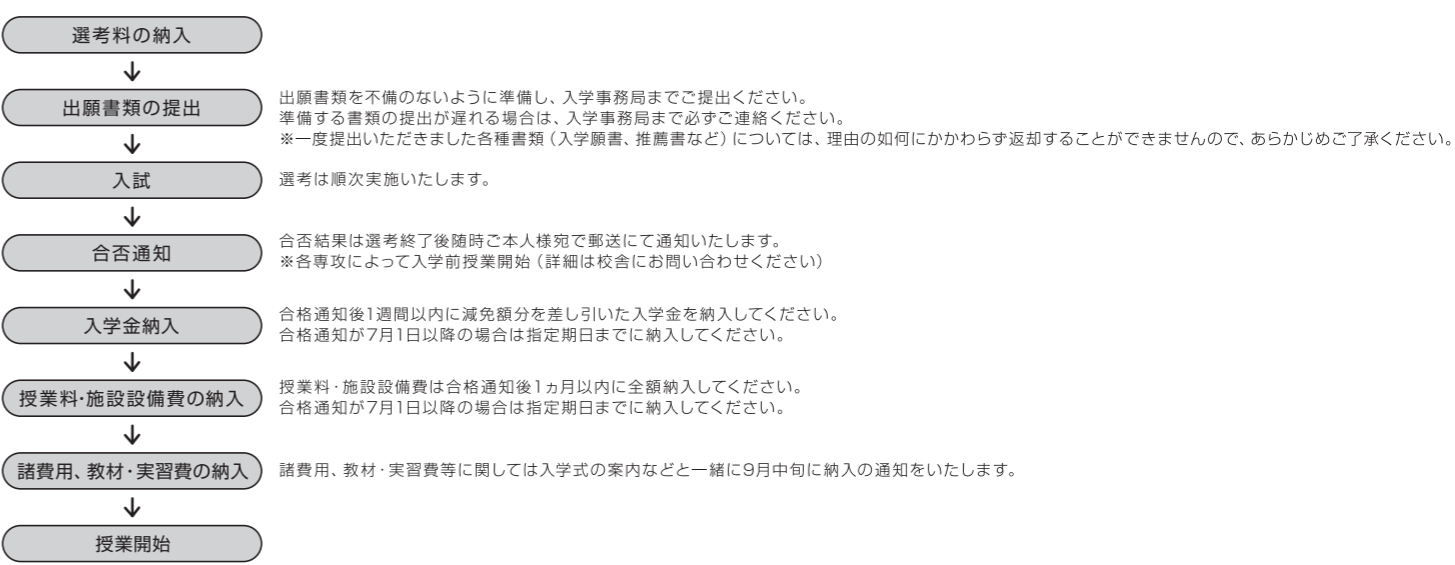 選考料の納入
↓
出願書類の提出
出願書類を不備のないように準備し、入学事務局までご提出ください。
準備する書類の提出が遅れる場合は、入学事務局まで必ずご連絡ください。
※一度提出いただきました各種書類（入学願書、推薦書など）については、理由の如何にかかわらず返却することができませんので、あらかじめご了承ください。
↓
入試
選考は順次実施いたします。
↓
合否通知
合否結果は選考終了後随時ご本人様宛で郵送にて通知いたします。
※各専攻によって入学前授業開始（詳細は校舎にお問い合わせください）
↓
入学金納入
合格通知後1週間以内に減免額分を差し引いた入学金を納入してください。
合格通知が7月1日以降の場合は指定期日までに納入してください。
↓
授業料・施設設備費の納入
授業料・施設設備費は合格通知後1ヵ月以内に全額納入してください。
合格通知が7月1日以降の場合は指定期日までに納入してください。
↓
諸費用、教材・実習費の納入
諸費用、教材・実習費等に関しては入学式の案内などと一緒に9月中旬に納入の通知をいたします。
↓
授業開始